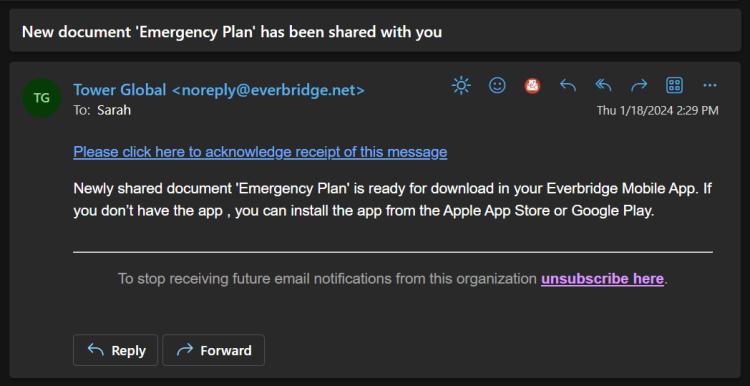 New document 'Emergency Plan' has been shared with you
TG
Tower Global <noreply@everbridge.net>
To: Sarah
Thu 1/18/2024 2:29 PM
Please click here to acknowledge receipt of this message
Newly shared document 'Emergency Plan' is ready for download in your Everbridge Mobile App. If
you don’t have the app , you can install the app from the Apple App Store or Google Play.
To stop receiving future email notifications from this organization unsubscribe here.
Reply
Forward